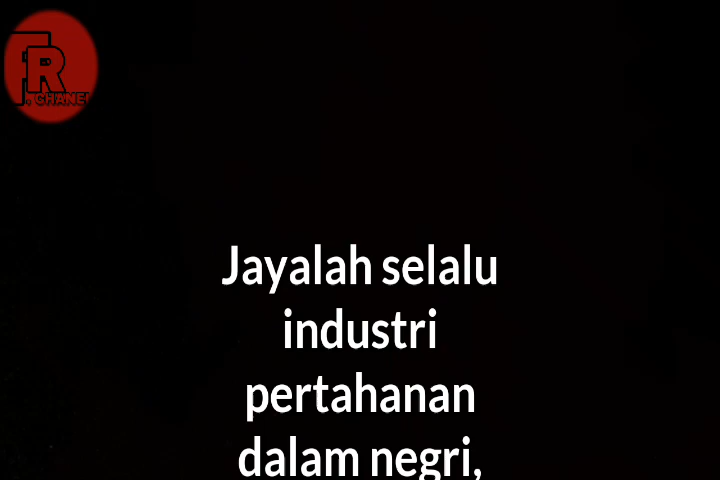 FR
. CHANEL
Jayalah selalu
industri
pertahanan
dalam negri,